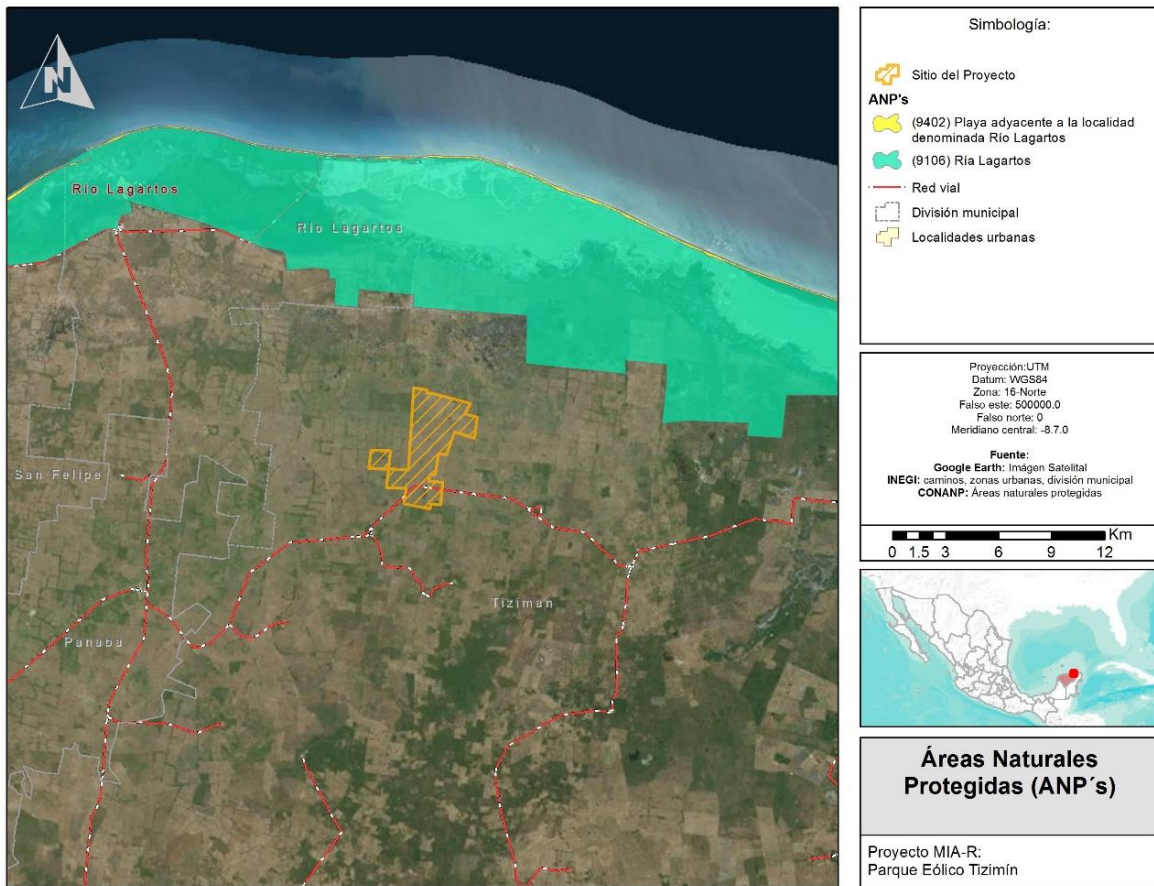 N
Río Lagartos
Río Lagartos
San Felipe
Tiziman
Panaba
Simbología:
Sitio del Proyecto
ANP's
(9402) Playa adyacente a la localidad
denominada Río Lagartos
(9106) Ría Lagartos
Red vial
División municipal
Localidades urbanas
Proyección:UTM
Datum: WGS84
Zona: 16-Norte
Falso este: 500000.0
Falso norte: 0
Meridiano central: -8.7.0
Fuente:
Google Earth: Imágen Satelital
INEGI: caminos, zonas urbanas, división municipal
CONANP: Áreas naturales protegidas
Km
0 1.5 3 6 9 12
Áreas Naturales
Protegidas (ANP´s)
Proyecto MIA-R:
Parque Eólico Tizimín